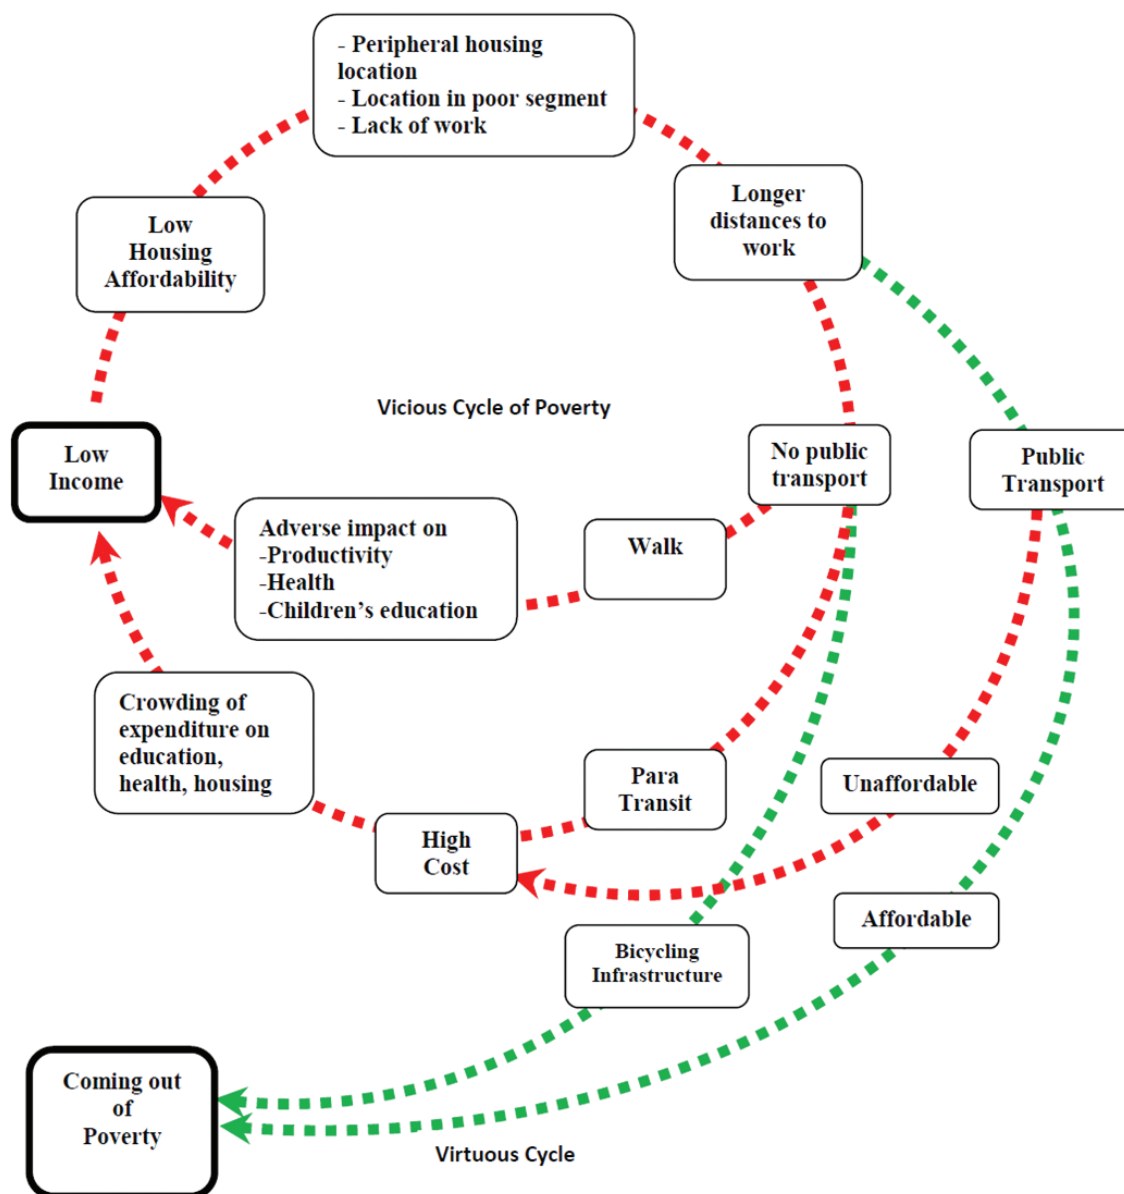 - Peripheral housing
location
- Location in poor segment
- Lack of work
Longer
distances to
work
Low
Housing
Affordability
Vicious Cycle of Poverty
Low
Income
No public
transport
Public
Transport
Adverse impact on
-Productivity
-Health
-Children's education
Walk
Crowding of
expenditure on
education,
health, housing
Para
Transit
Unaffordable
High
Cost
Affordable
Bicycling
Infrastructure
Coming out
of
Poverty
Virtuous Cycle